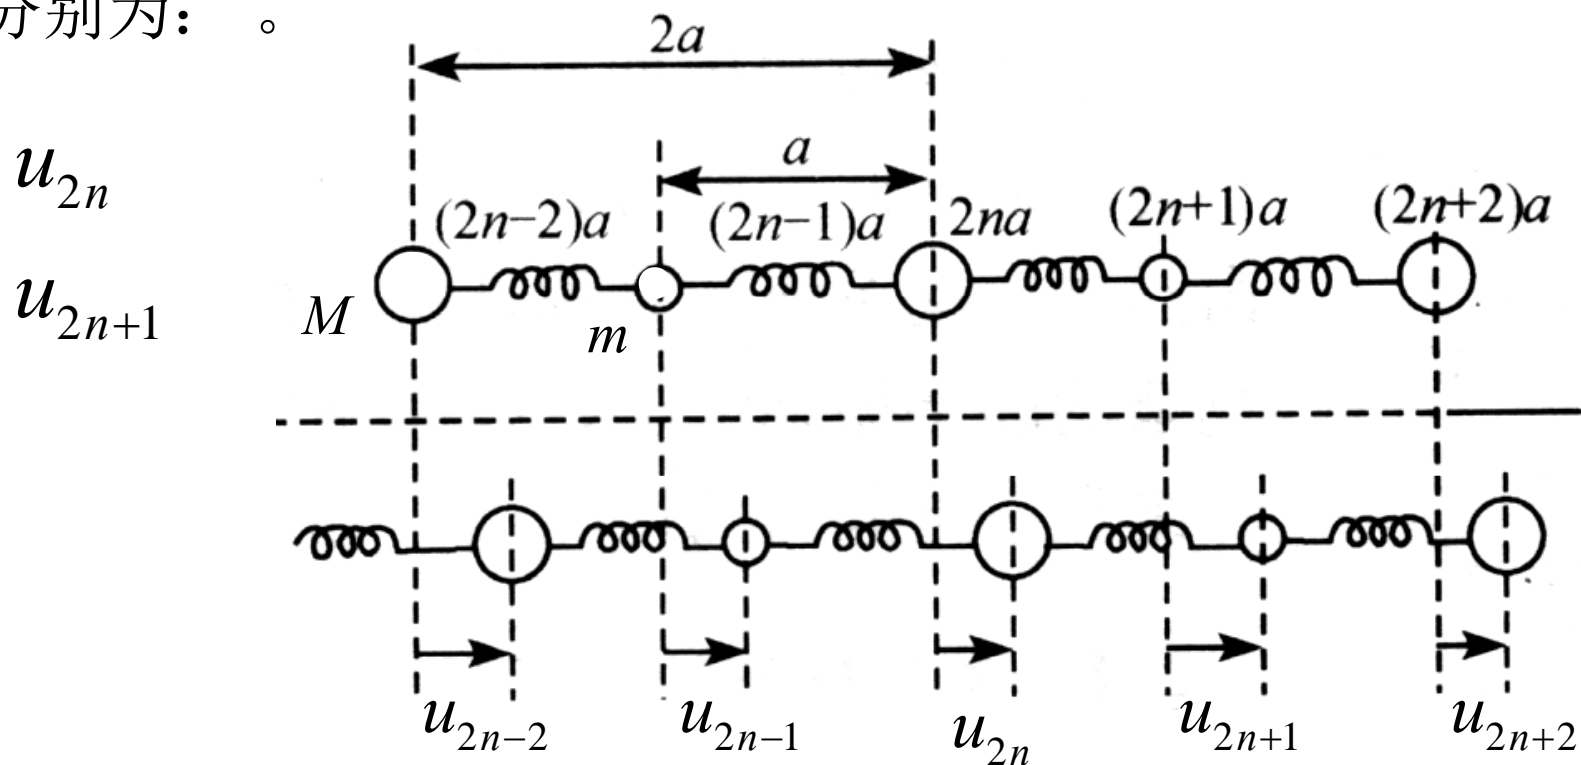 分别为： 。
2a
a
u2n
(2n−2)a (2n−1)a 2na (2n+1)a (2n+2)a
u2n+1
M m
u2n−2 u2n−1 u2n u2n+1 u2n+2